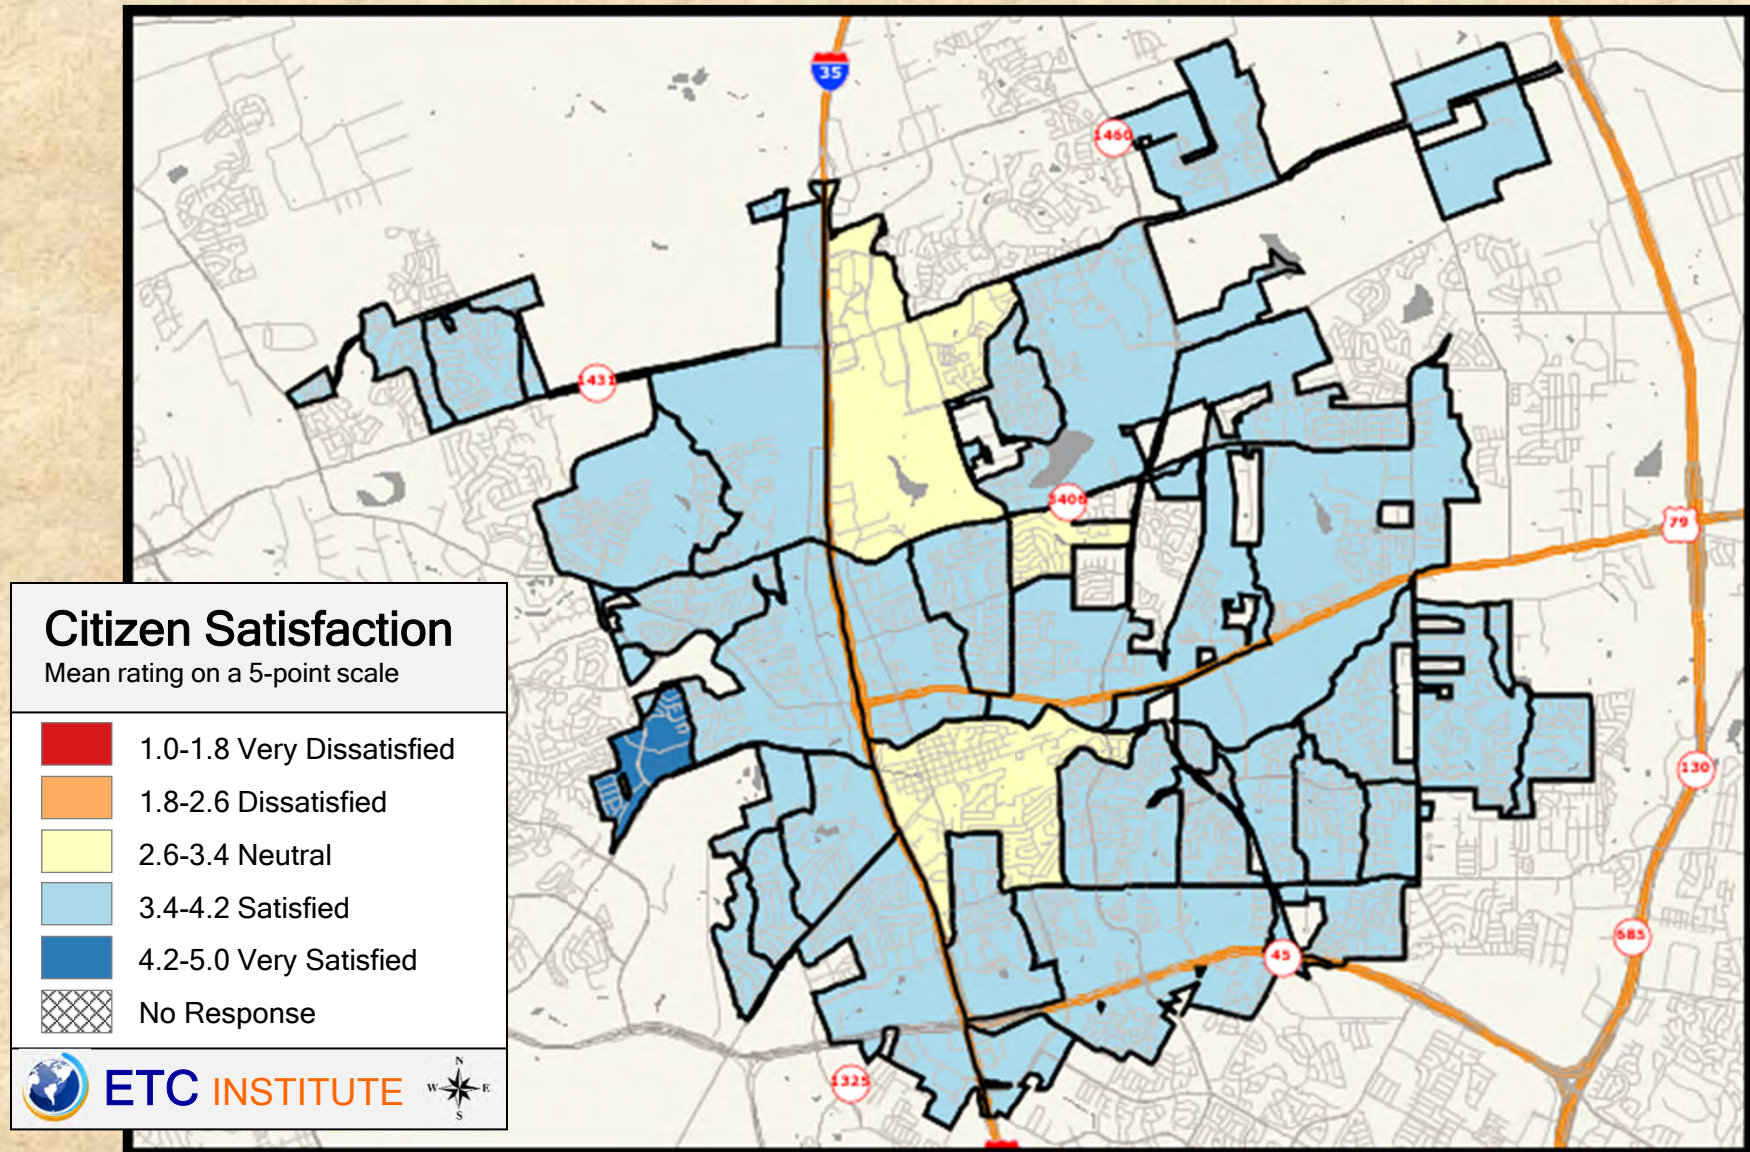 35
1460
1431
3406
79
Citizen Satisfaction
Mean rating on a 5-point scale
1.0-1.8 Very Dissatisfied
1.8-2.6 Dissatisfied
2.6-3.4 Neutral
3.4-4.2 Satisfied
4.2-5.0 Very Satisfied
No Response
ETC INSTITUTE
N
W E
S
130
685
45
1325